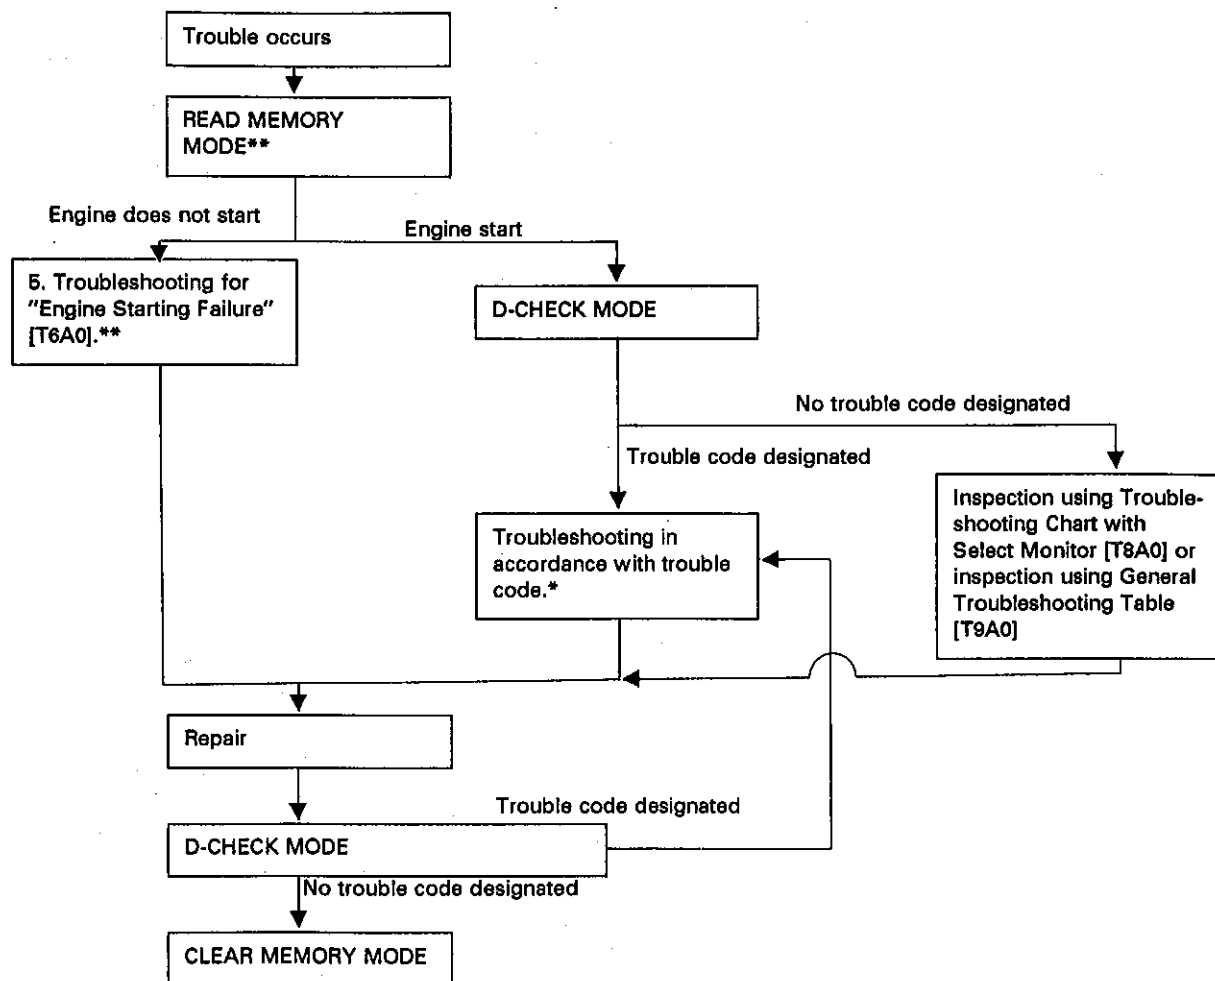 Trouble occurs
READ MEMORY
MODE**
Engine does not start
Engine start
5. Troubleshooting for
"Engine Starting Failure"
[T6A0].**
D-CHECK MODE
No trouble code designated
Trouble code designated
Troubleshooting in
accordance with trouble
code.*
Inspection using Trouble-
shooting Chart with
Select Monitor [T8A0] or
inspection using General
Troubleshooting Table
[T9A0]
Repair
Trouble code designated
D-CHECK MODE
No trouble code designated
CLEAR MEMORY MODE